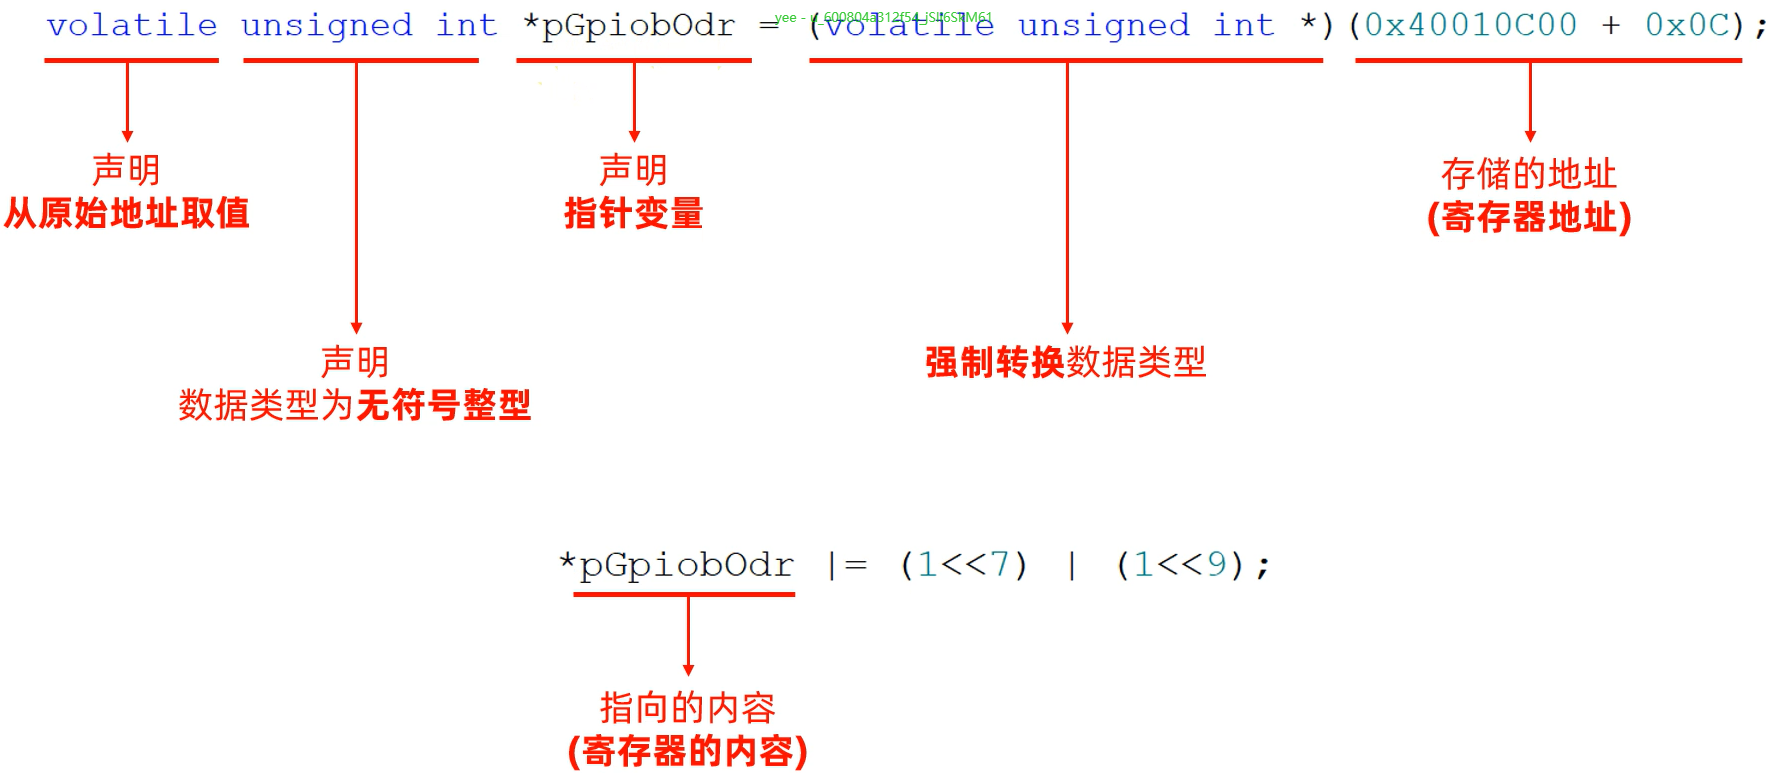 volatile unsigned int *pGpiobOdr = (volatile unsigned int *)(0x40010C00 + 0x0C);
声明
从原始地址取值
声明
指针变量
存储的地址
(寄存器地址)
声明
数据类型为无符号整型
强制转换数据类型
*pGpiobOdr |= (1<<7) | (1<<9);
指向的内容
(寄存器的内容)